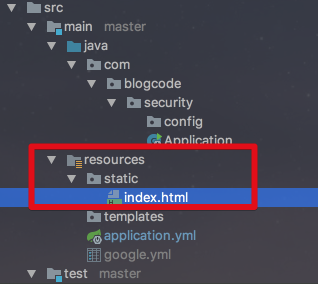 src
main master
java
com
blogcode
security
config
Application
resources
static
index.html
templates
application.yml
google.yml
test master